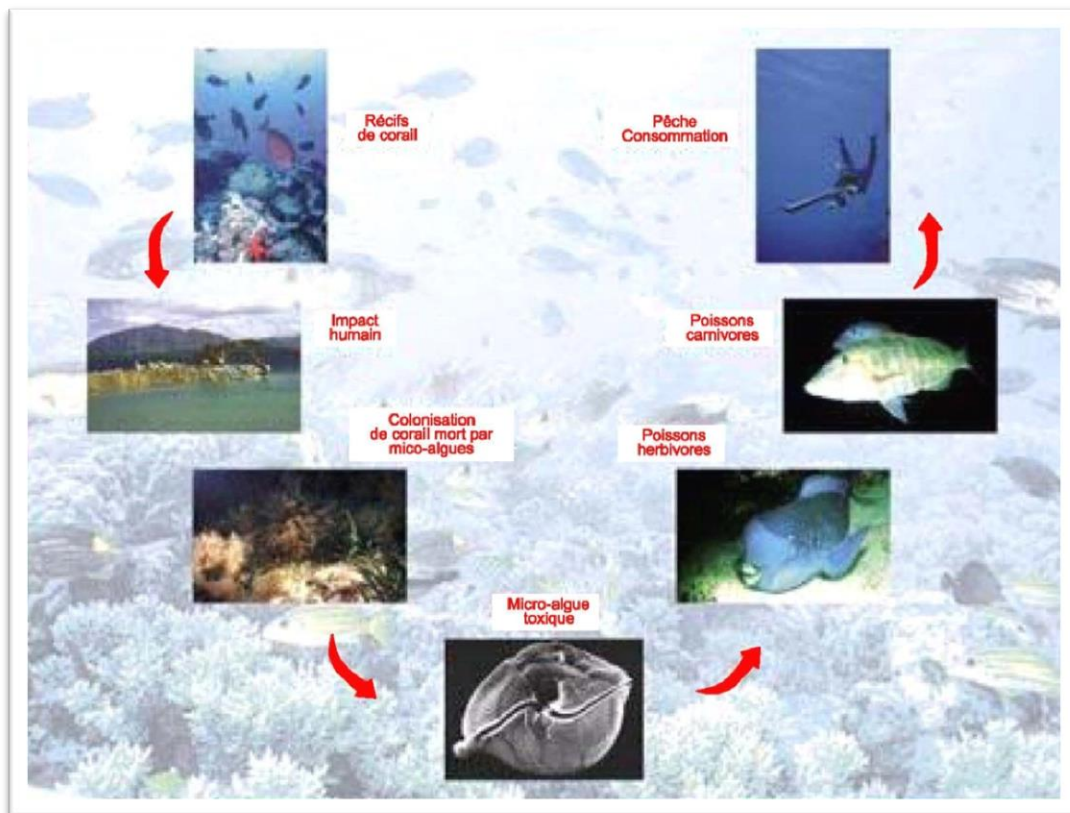 Récifs
de corail
Impact
humain
Colonisation
de corail mort par
mico-algues
Micro-algue
toxique
Poissons
herbivores
Poissons
carnivores
Pêche
Consommation